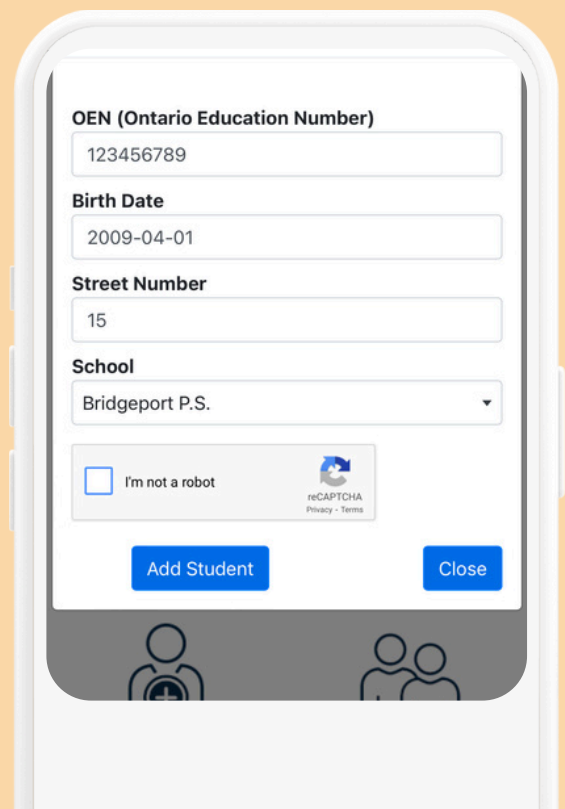 OEN (Ontario Education Number)
123456789
Birth Date
2009-04-01
Street Number
15
School
Bridgeport P.S.
I'm not a robot
reCAPTCHA
Privacy - Terms
Add Student
Close